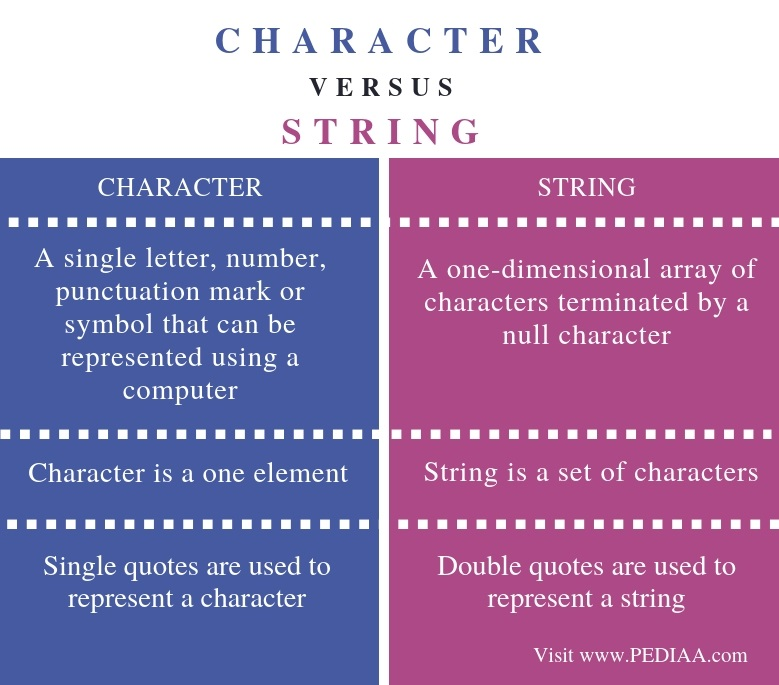 CHARACTER
VERSUS
STRING
CHARACTER
A single letter, number,
punctuation mark or
symbol that can be
represented using a
computer
Character is a one element
Single quotes are used to
represent a character
STRING
A one-dimensional array of
characters terminated by a
null character
String is a set of characters
Double quotes are used to
represent a string
Visit www.PEDIAA.com